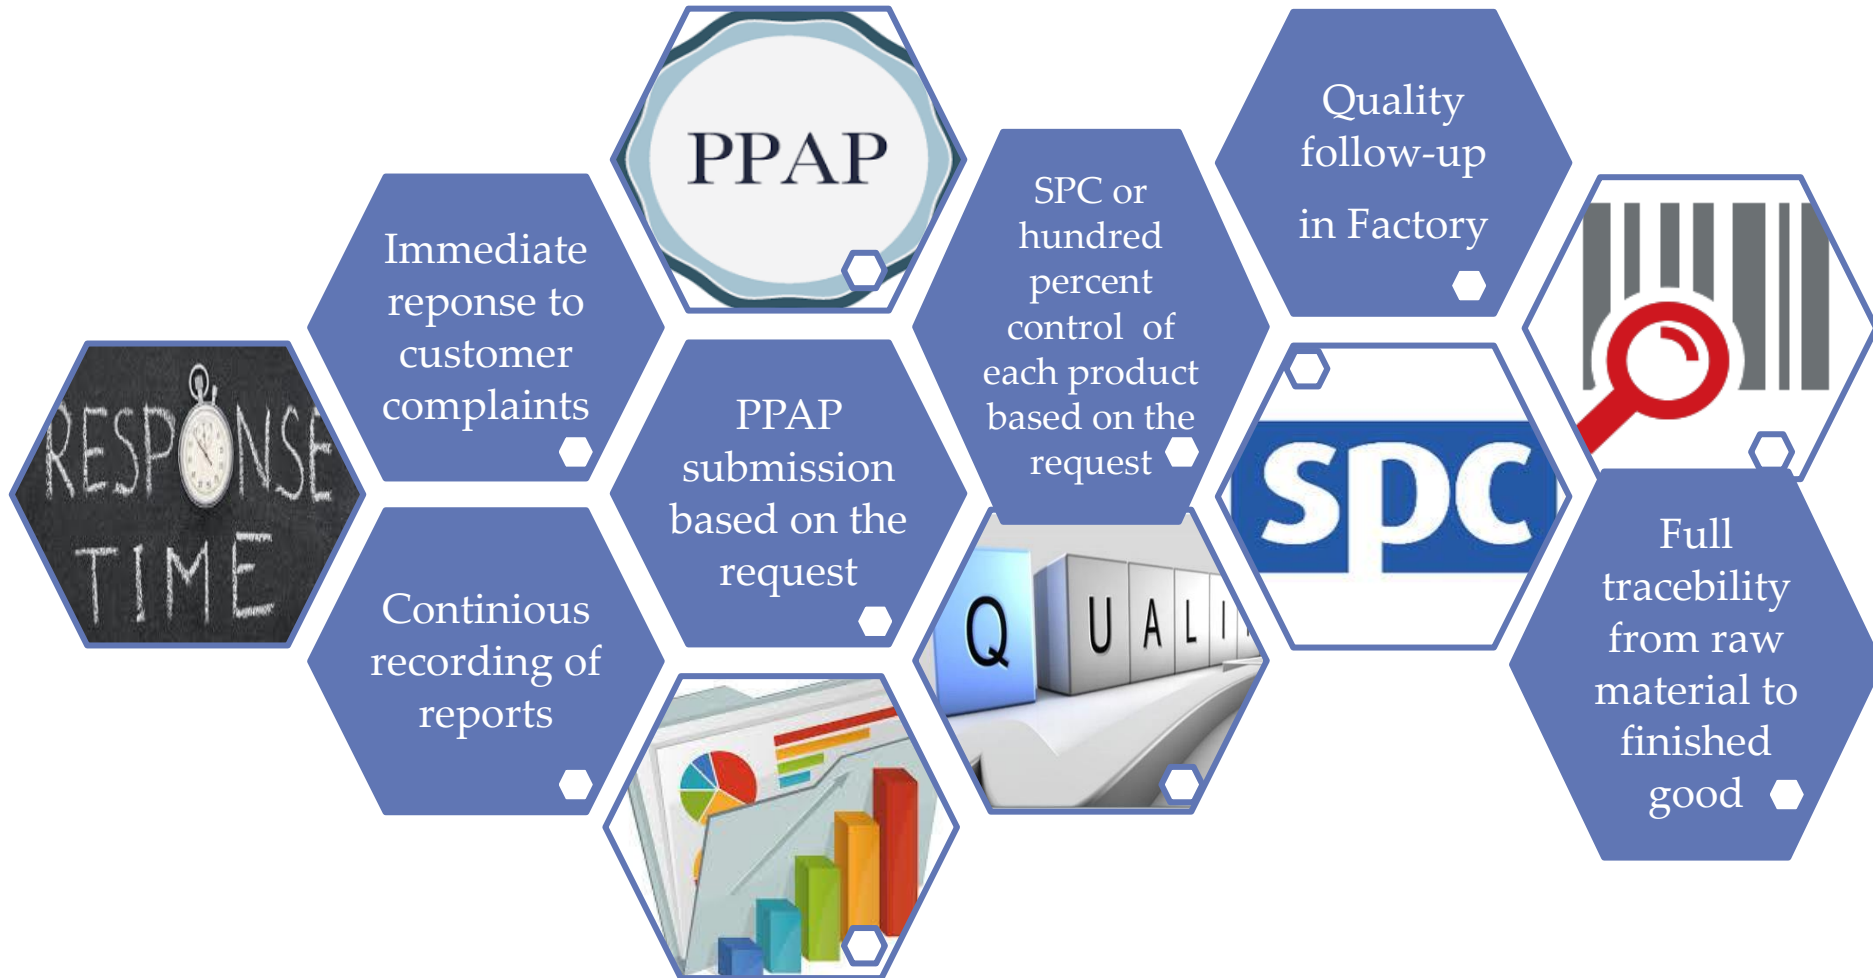 RESPONSE
TIME
Immediate
reponse to
customer
complaints
Continious
recording of
reports
PPAP
PPAP
submission
based on the
request
SPC or
hundred
percent
control of
each product
based on the
request
QUALI
Quality
follow-up
in Factory
spc
Full
tracebility
from raw
material to
finished
good